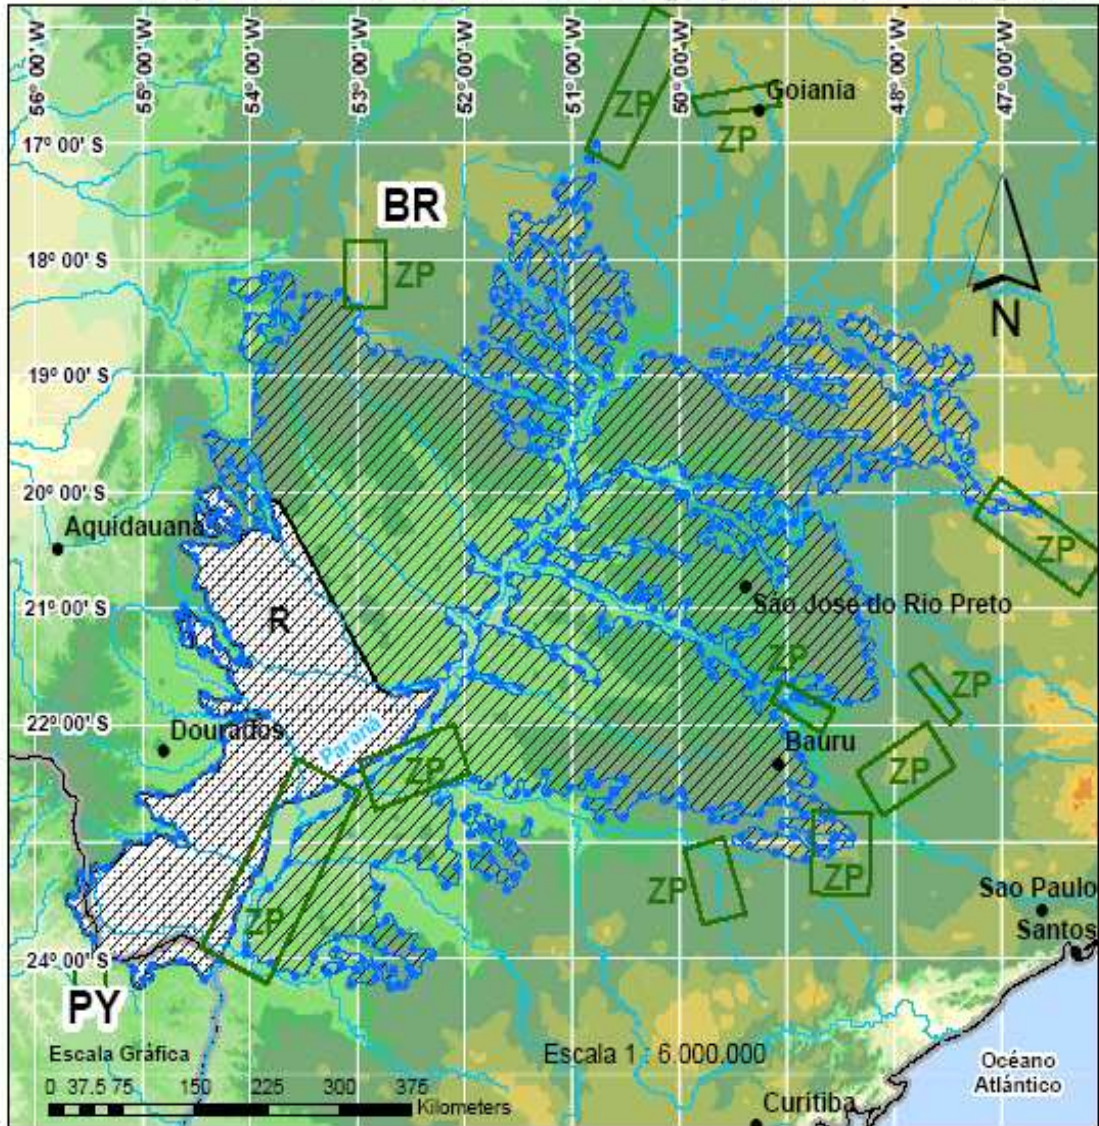 56° 00' W
55° 00' W
54° 00' W
53° 00' W
52° 00' W
51° 00' W
50° 00' W
48° 00' W
47° 00' W
ZP
Goiania
ZP
17° 00' S
BR
18° 00' S
ZP
N
19° 00' S
20° 00' S
Aquidauana
ZP
21° 00' S
R
São José do Rio Preto
ZP
ZP
22° 00' S
Dourados
Paraná
Bauru
ZP
ZP
ZP
ZP
Sao Paulo
ZP
Santos
24° 00' S
PY
Escala Gráfica
Escala 1 : 6.000.000
Océano
Atlántico
0 37.5 75 150 225 300 375
Kilometers
Curitiba